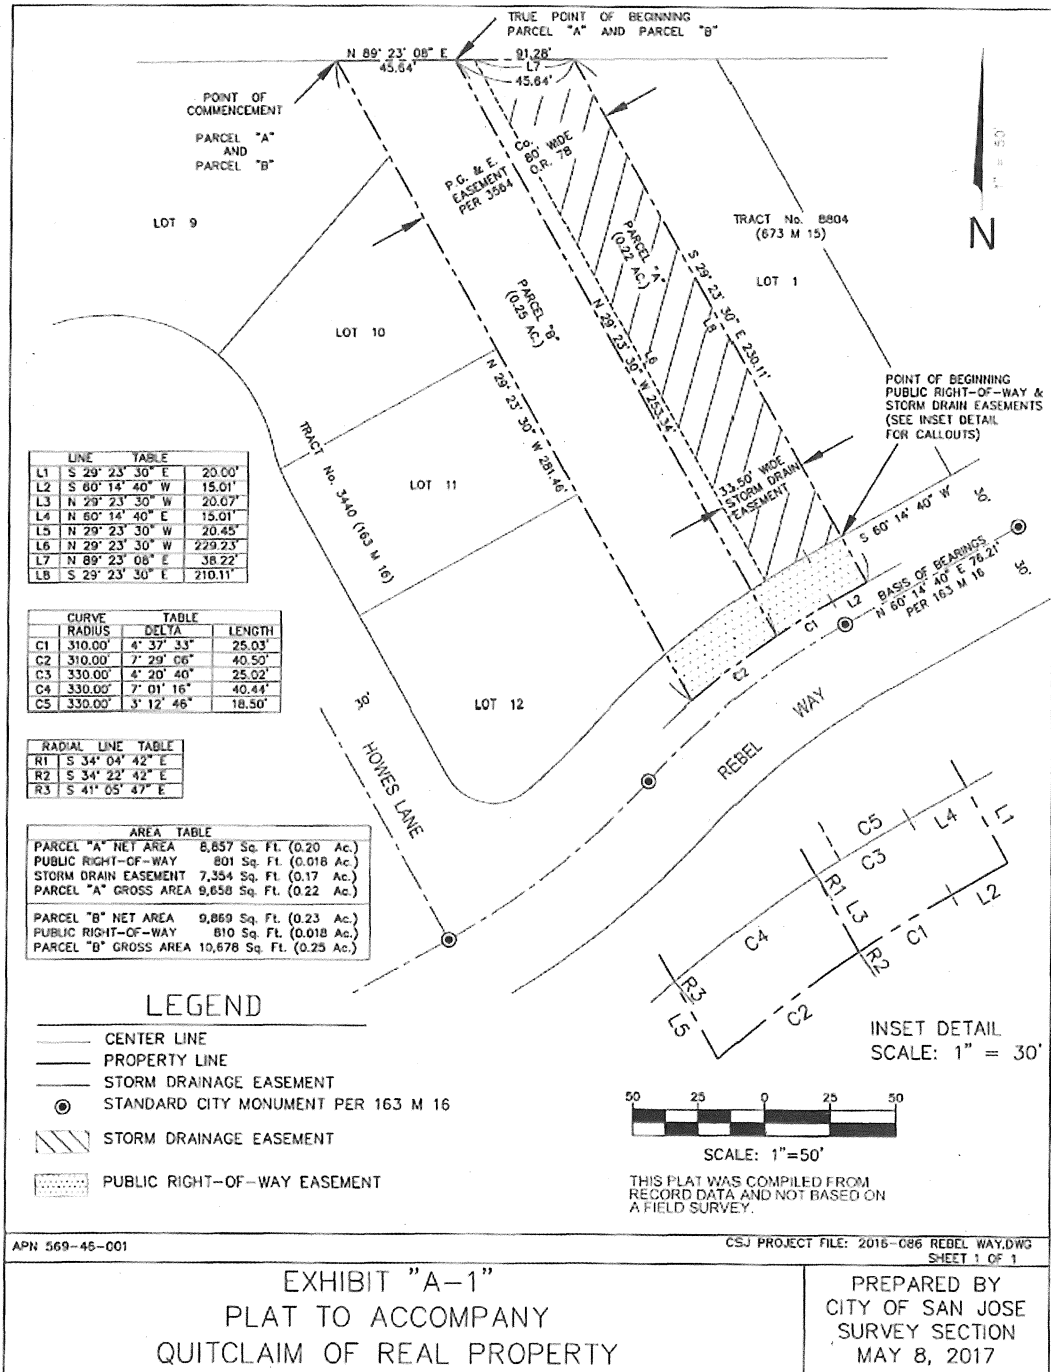 TRUE POINT OF BEGINNING
PARCEL "A" AND PARCEL "B"
N 89° 23' 08" E
45.64'
91.28'
L7
45.64'
POINT OF
COMMENCEMENT
PARCEL "A"
AND
PARCEL "B"
1" = 50'
N
P.G. & E. Co. 80' WIDE
EASEMENT
PER 3564 O.R. 78
LOT 9
TRACT No. 8804
(673 M 15)
LOT 1
PARCEL "A"
(0.22 AC.)
S 29° 23' 30" E 230.11'
L8
PARCEL "B"
(0.25 AC.)
N 29° 23' 30" W 253.34'
L6
LOT 10
N 29° 23' 30" W 281.46'
POINT OF BEGINNING
PUBLIC RIGHT-OF-WAY &
STORM DRAIN EASEMENTS
(SEE INSET DETAIL
FOR CALLOUTS)
TRACT No. 3440 (163 M 16)
LOT 11
33.50' WIDE
STORM DRAIN
EASEMENT
S 60° 14' 40" W
30'
30'
BASIS OF BEARINGS
N 60° 14' 40" E 76.21'
PER 163 M 16
L2
C1
C2
LINE TABLE
L1 S 29° 23' 30" E 20.00'
L2 S 60° 14' 40" W 15.01'
L3 N 29° 23' 30" W 20.07'
L4 N 60° 14' 40" E 15.01'
L5 N 29° 23' 30" W 20.45'
L6 N 29° 23' 30" W 229.23'
L7 N 89° 23' 08" E 38.22'
L8 S 29° 23' 30" E 210.11'
CURVE TABLE
RADIUS DELTA LENGTH
C1 310.00' 4° 37' 33" 25.03'
C2 310.00' 7° 29' 06" 40.50'
C3 330.00' 4° 20' 40" 25.02'
C4 330.00' 7° 01' 16" 40.44'
C5 330.00' 3° 12' 46" 18.50'
RADIAL LINE TABLE
R1 S 34° 04' 42" E
R2 S 34° 22' 42" E
R3 S 41° 05' 47" E
LOT 12
30'
HOWES LANE
REBEL WAY
AREA TABLE
PARCEL "A" NET AREA 8,857 Sq. Ft. (0.20 Ac.)
PUBLIC RIGHT-OF-WAY 801 Sq. Ft. (0.018 Ac.)
STORM DRAIN EASEMENT 7,354 Sq. Ft. (0.17 Ac.)
PARCEL "A" GROSS AREA 9,658 Sq. Ft. (0.22 Ac.)
PARCEL "B" NET AREA 9,869 Sq. Ft. (0.23 Ac.)
PUBLIC RIGHT-OF-WAY 810 Sq. Ft. (0.018 Ac.)
PARCEL "B" GROSS AREA 10,678 Sq. Ft. (0.25 Ac.)
C5
L4
L1
C3
R1 L3
L2
C4
C1
R2
R3
C2
L5
INSET DETAIL
SCALE: 1" = 30'
LEGEND
CENTER LINE
PROPERTY LINE
STORM DRAINAGE EASEMENT
STANDARD CITY MONUMENT PER 163 M 16
STORM DRAINAGE EASEMENT
PUBLIC RIGHT-OF-WAY EASEMENT
50 25 0 25 50
SCALE: 1"=50'
THIS PLAT WAS COMPILED FROM
RECORD DATA AND NOT BASED ON
A FIELD SURVEY.
APN 569-45-001
CSJ PROJECT FILE: 2016-086 REBEL WAY.DWG
SHEET 1 OF 1
EXHIBIT "A-1"
PLAT TO ACCOMPANY
QUITCLAIM OF REAL PROPERTY
PREPARED BY
CITY OF SAN JOSE
SURVEY SECTION
MAY 8, 2017